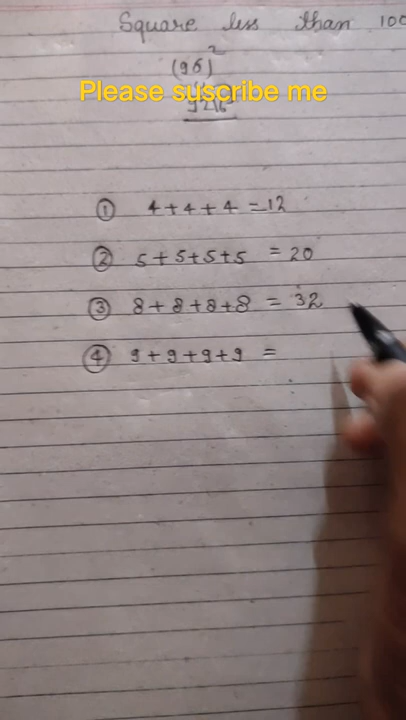 Square less than 100
(96)²
Please suscribe me
9216
① 4+4+4=12
② 5+5+5+5 = 20
③ 8+8+8+8 = 32
④ 9+9+9+9 =